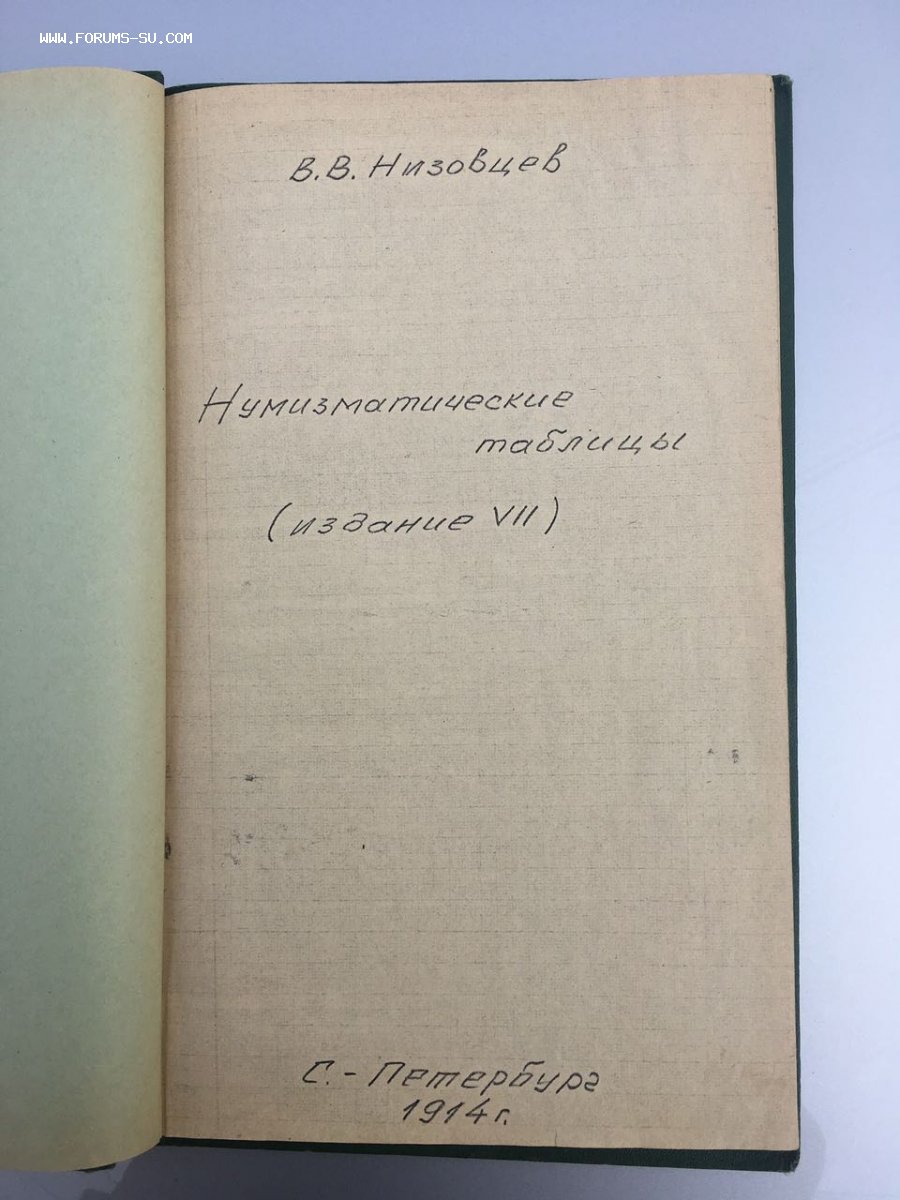 WWW.FORUMS-SU.COM
В.В. Низовцев
Нумизматические
таблицы
(издание VII)
С.-Петербург
1914 г.